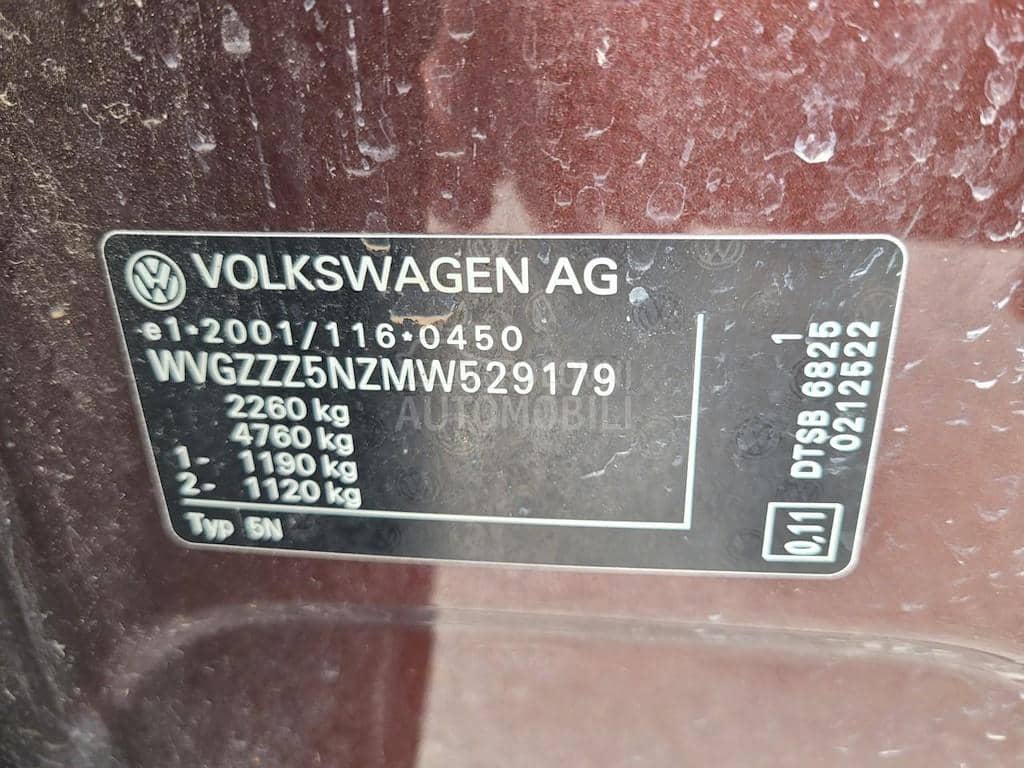 VOLKSWAGEN AG
e1*2001/116*0450
WVGZZZ5NZMW529179
2260 kg
4760 kg
1- 1190 kg
2- 1120 kg
Typ 5N
1
DTSB 6825
0212522
0,11
AUTOMOBILI